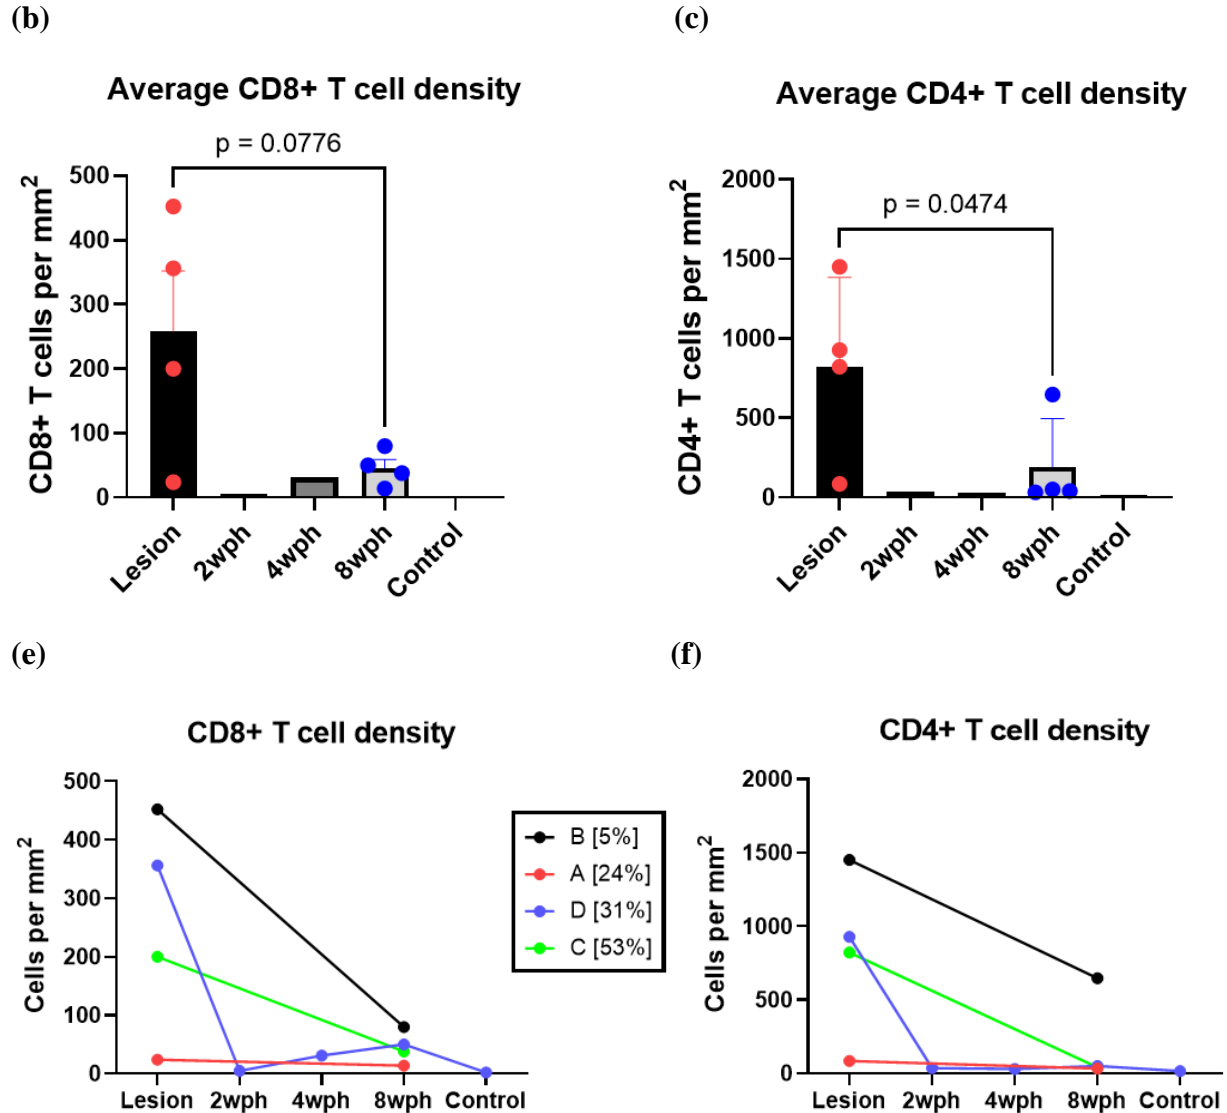 (b)
Average CD8+ T cell density
p = 0.0776
CD8+ T cells per mm²
500
400
300
200
100
0
Lesion
2wph
4wph
8wph
Control
(c)
Average CD4+ T cell density
p = 0.0474
CD4+ T cells per mm²
2000
1500
1000
500
0
Lesion
2wph
4wph
8wph
Control
(e)
CD8+ T cell density
Cells per mm²
500
400
300
200
100
0
Lesion 2wph 4wph 8wph Control
B [5%]
A [24%]
D [31%]
C [53%]
(f)
CD4+ T cell density
Cells per mm²
2000
1500
1000
500
0
Lesion 2wph 4wph 8wph Control